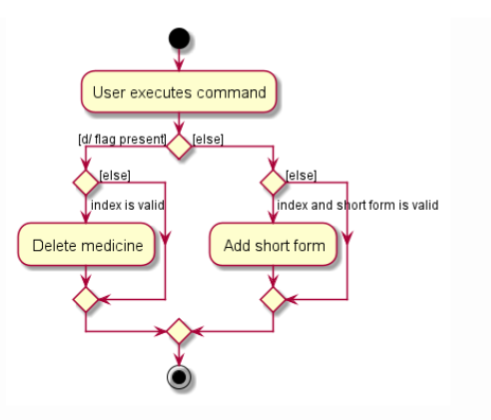 User executes command
[d/ flag present]
[else]
[else]
[else]
index is valid
index and short form is valid
Delete medicine
Add short form